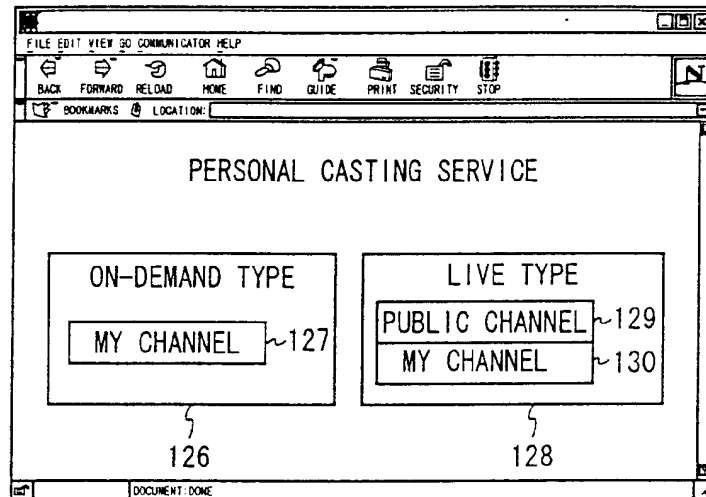 FILE EDIT VIEW GO COMMUNICATOR HELP
BACK FORWARD RELOAD HOME FIND GUIDE PRINT SECURITY STOP
N
BOOKMARKS LOCATION:
PERSONAL CASTING SERVICE
ON-DEMAND TYPE
MY CHANNEL 127
126
LIVE TYPE
PUBLIC CHANNEL 129
MY CHANNEL 130
128
DOCUMENT:DONE